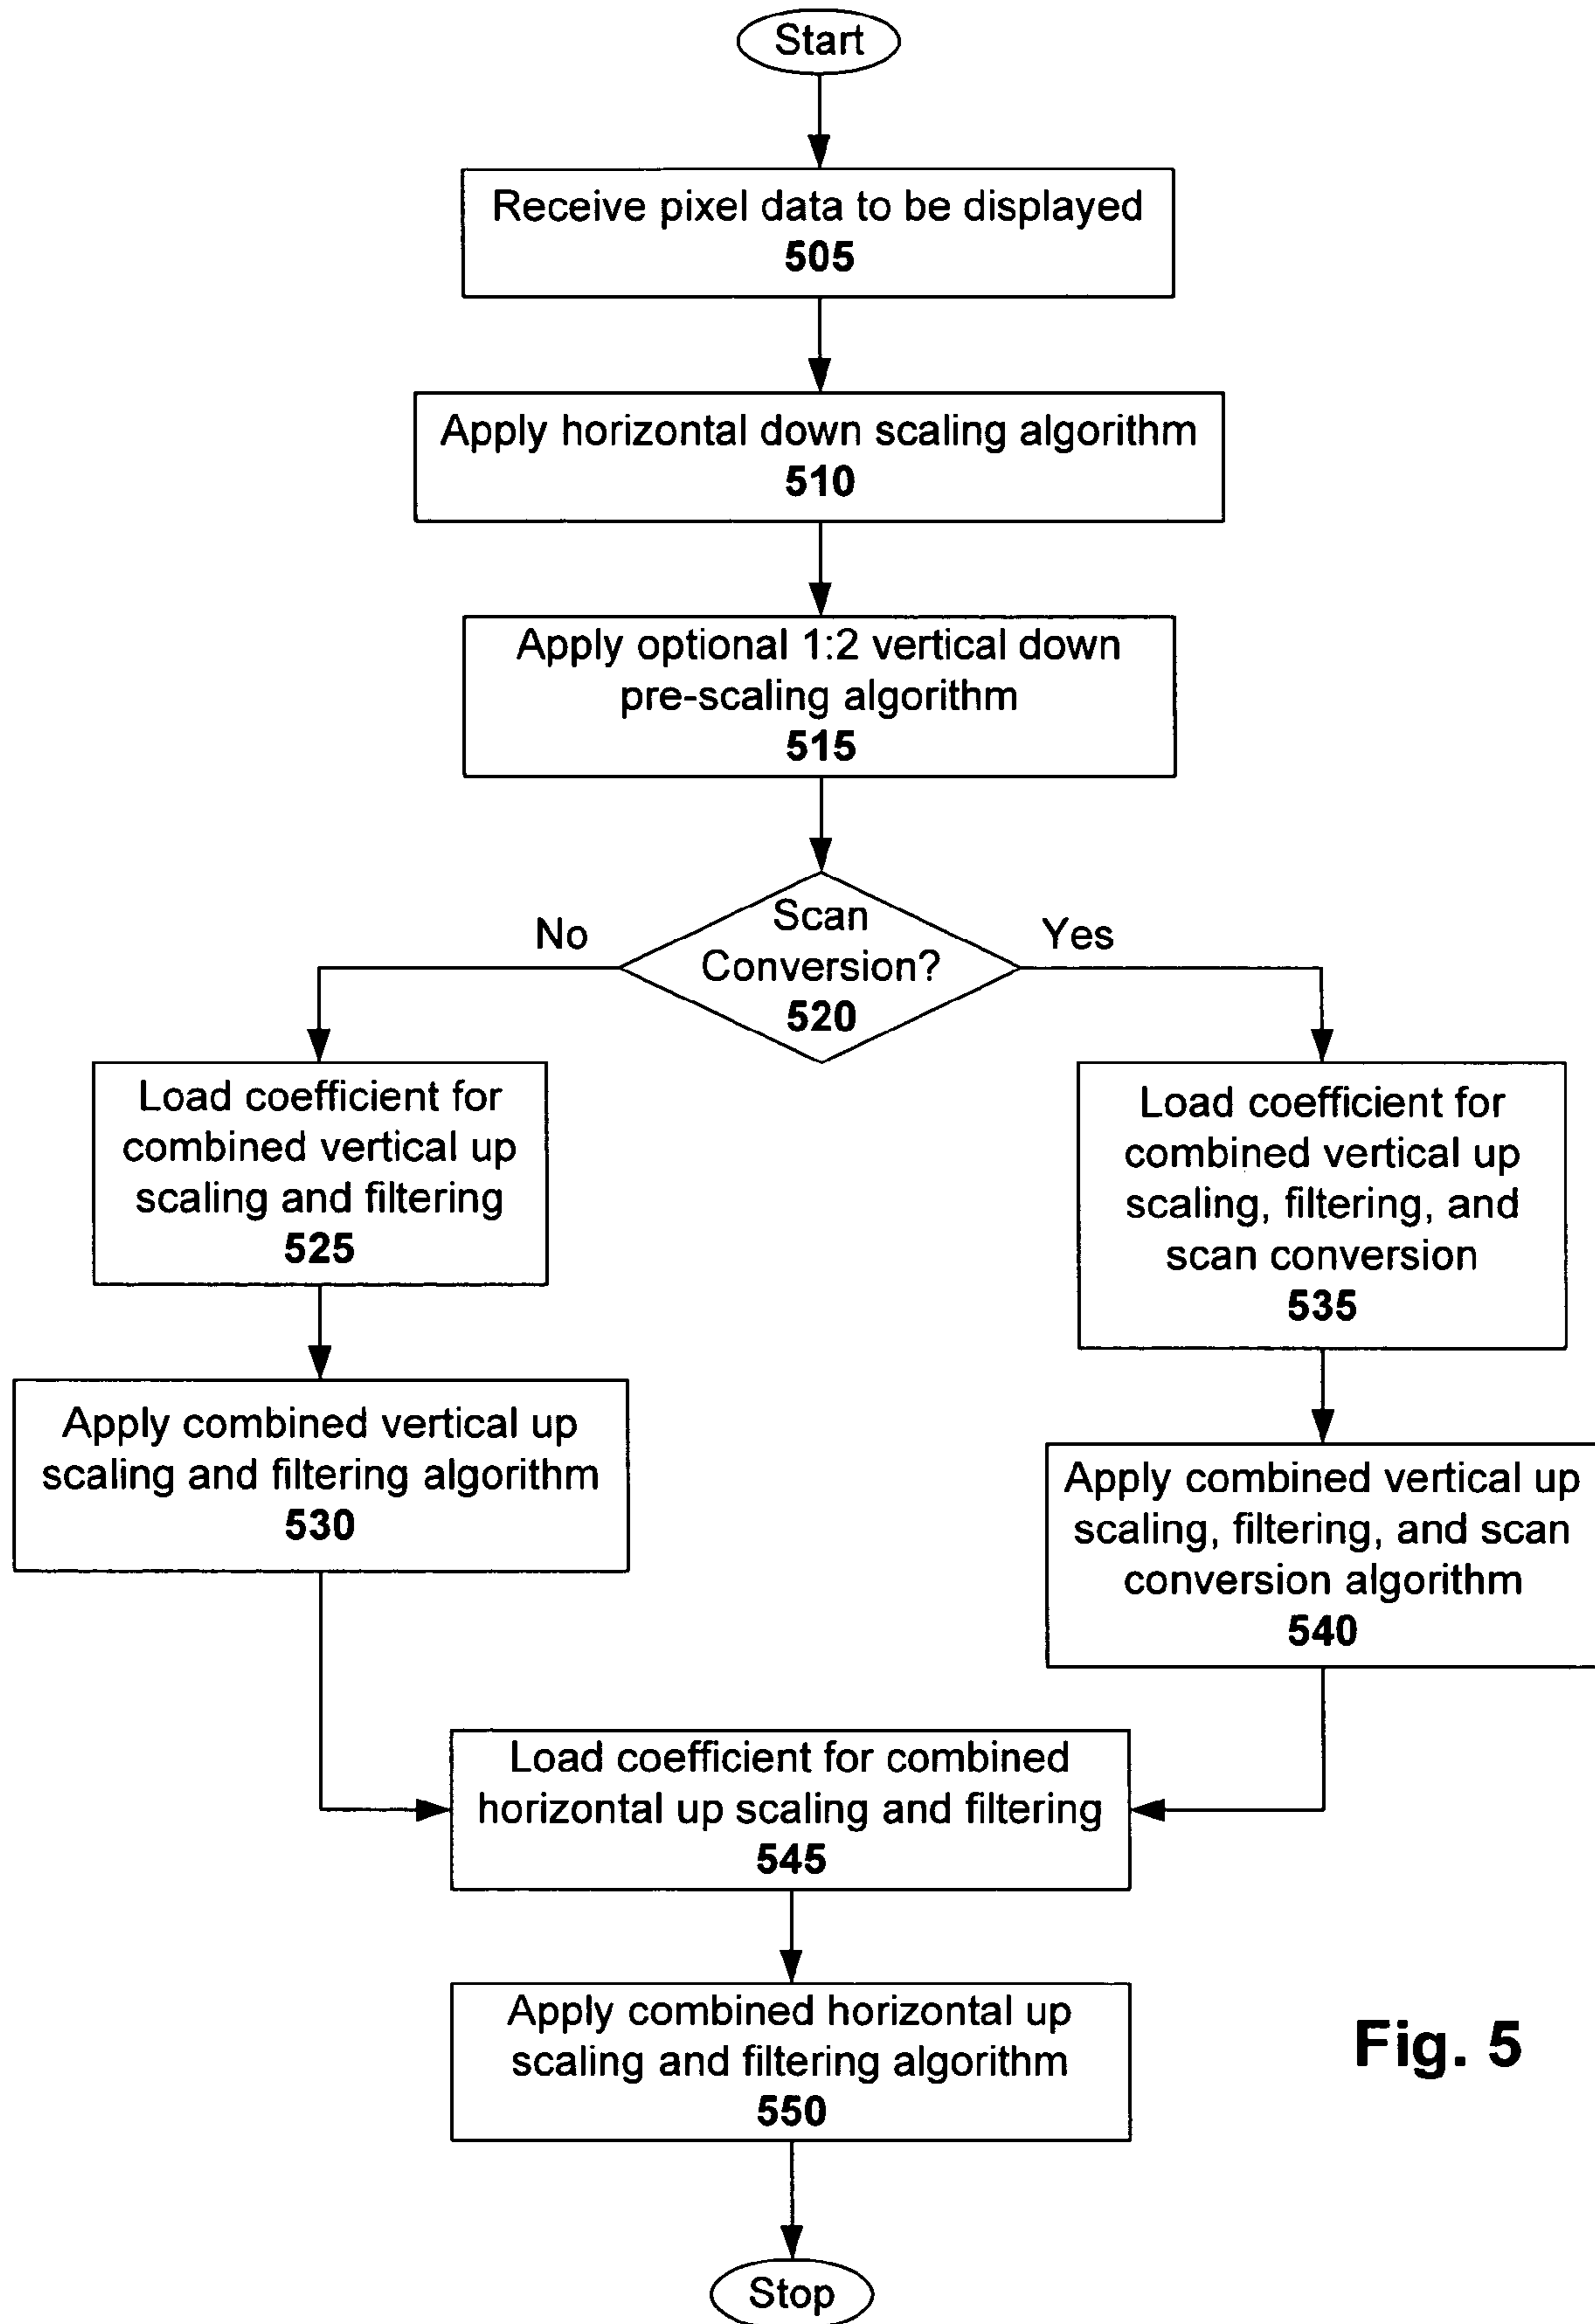 Start
Receive pixel data to be displayed
505
Apply horizontal down scaling algorithm
510
Apply optional 1:2 vertical down
pre-scaling algorithm
515
Scan
Conversion?
520
No
Yes
Load coefficient for
combined vertical up
scaling and filtering
525
Apply combined vertical up
scaling and filtering algorithm
530
Load coefficient for
combined vertical up
scaling, filtering, and
scan conversion
535
Apply combined vertical up
scaling, filtering, and scan
conversion algorithm
540
Load coefficient for combined
horizontal up scaling and filtering
545
Apply combined horizontal up
scaling and filtering algorithm
550
Stop
Fig. 5